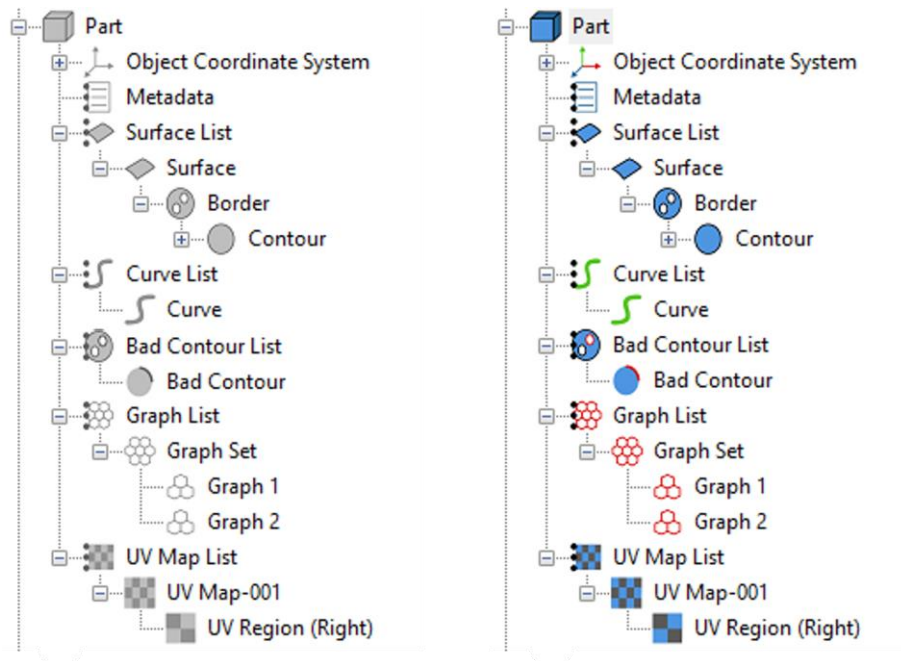 Part
Object Coordinate System
Metadata
Surface List
Surface
Border
Contour
Curve List
Curve
Bad Contour List
Bad Contour
Graph List
Graph Set
Graph 1
Graph 2
UV Map List
UV Map-001
UV Region (Right)
Part
Object Coordinate System
Metadata
Surface List
Surface
Border
Contour
Curve List
Curve
Bad Contour List
Bad Contour
Graph List
Graph Set
Graph 1
Graph 2
UV Map List
UV Map-001
UV Region (Right)